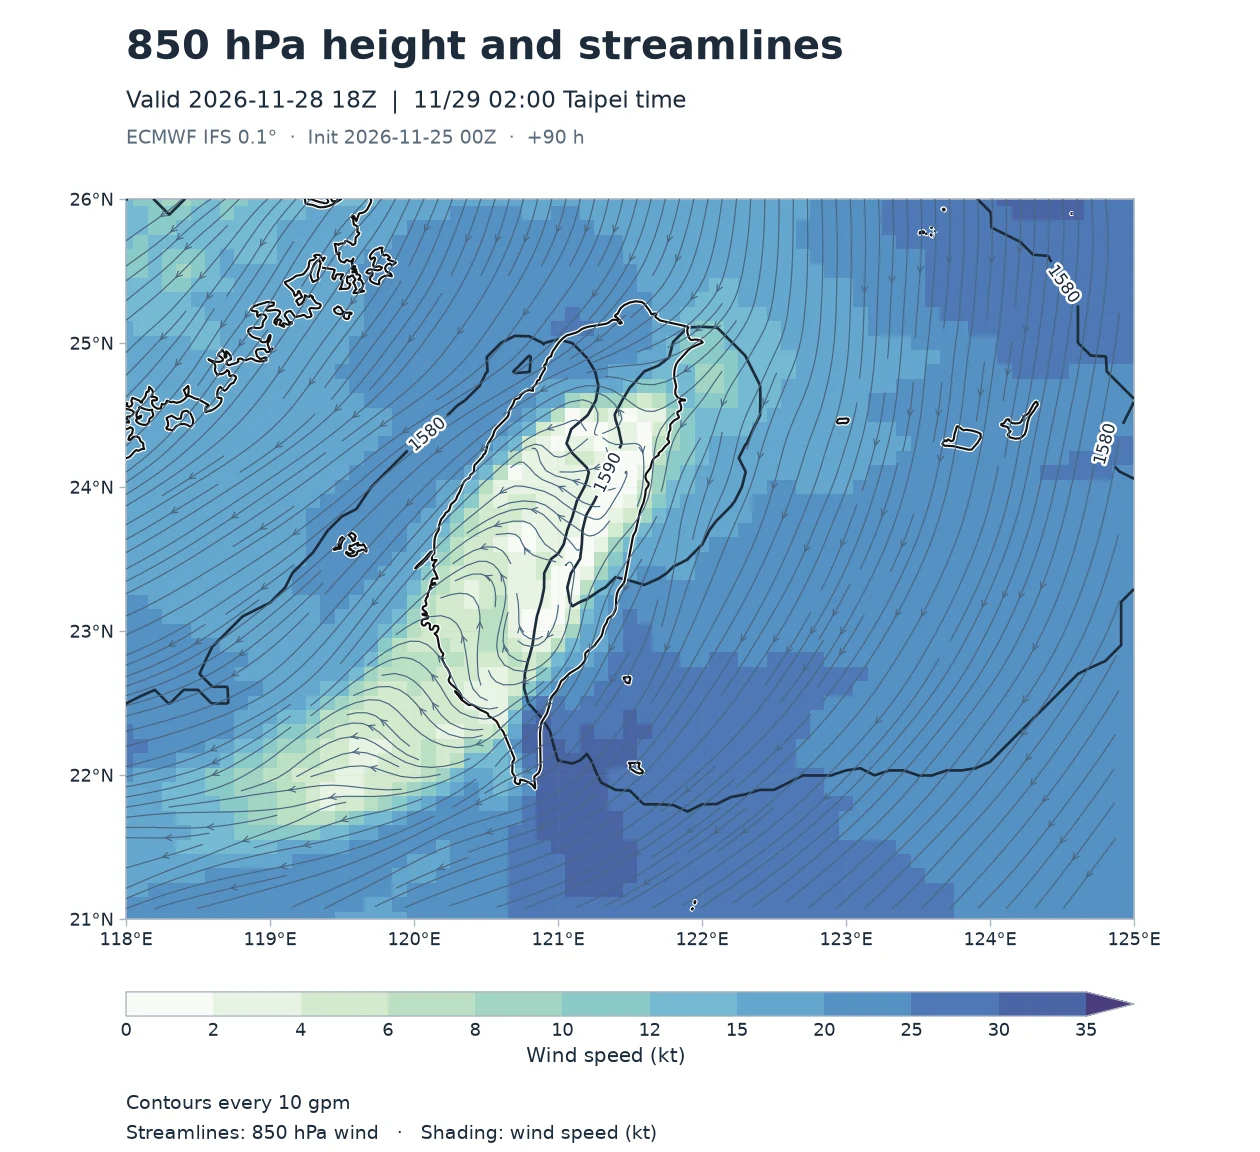 850 hPa height and streamlines
Valid 2026-11-28 18Z | 11/29 02:00 Taipei time
ECMWF IFS 0.1° · Init 2026-11-25 00Z · +90 h
26°N
25°N
24°N
23°N
22°N
21°N
1580
1580
1580
1590
118°E 119°E 120°E 121°E 122°E 123°E 124°E 125°E
0 2 4 6 8 10 12 15 20 25 30 35
Wind speed (kt)
Contours every 10 gpm
Streamlines: 850 hPa wind · Shading: wind speed (kt)